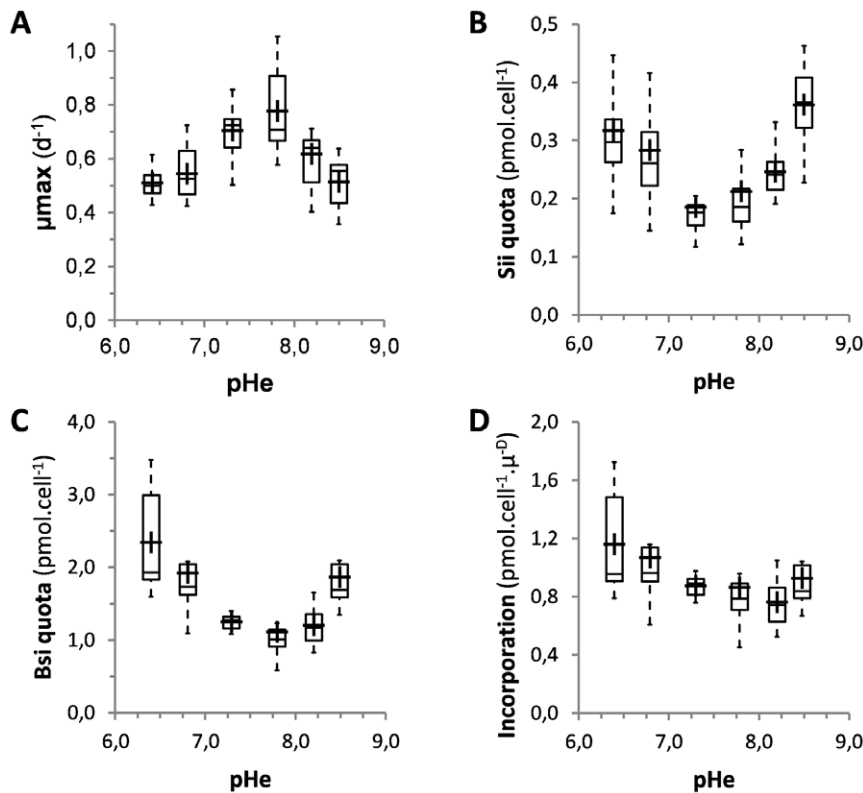 A
µmax (d⁻¹)
1,0
0,8
0,6
0,4
0,2
0,0
6,0 7,0 8,0 9,0
pHe
B
Sii quota (pmol.cell⁻¹)
0,5
0,4
0,3
0,2
0,1
0,0
6,0 7,0 8,0 9,0
pHe
C
Bsi quota (pmol.cell⁻¹)
4,0
3,0
2,0
1,0
0,0
6,0 7,0 8,0 9,0
pHe
D
Incorporation (pmol.cell⁻¹.µ⁻ᴰ)
2,0
1,6
1,2
0,8
0,4
0,0
6,0 7,0 8,0 9,0
pHe